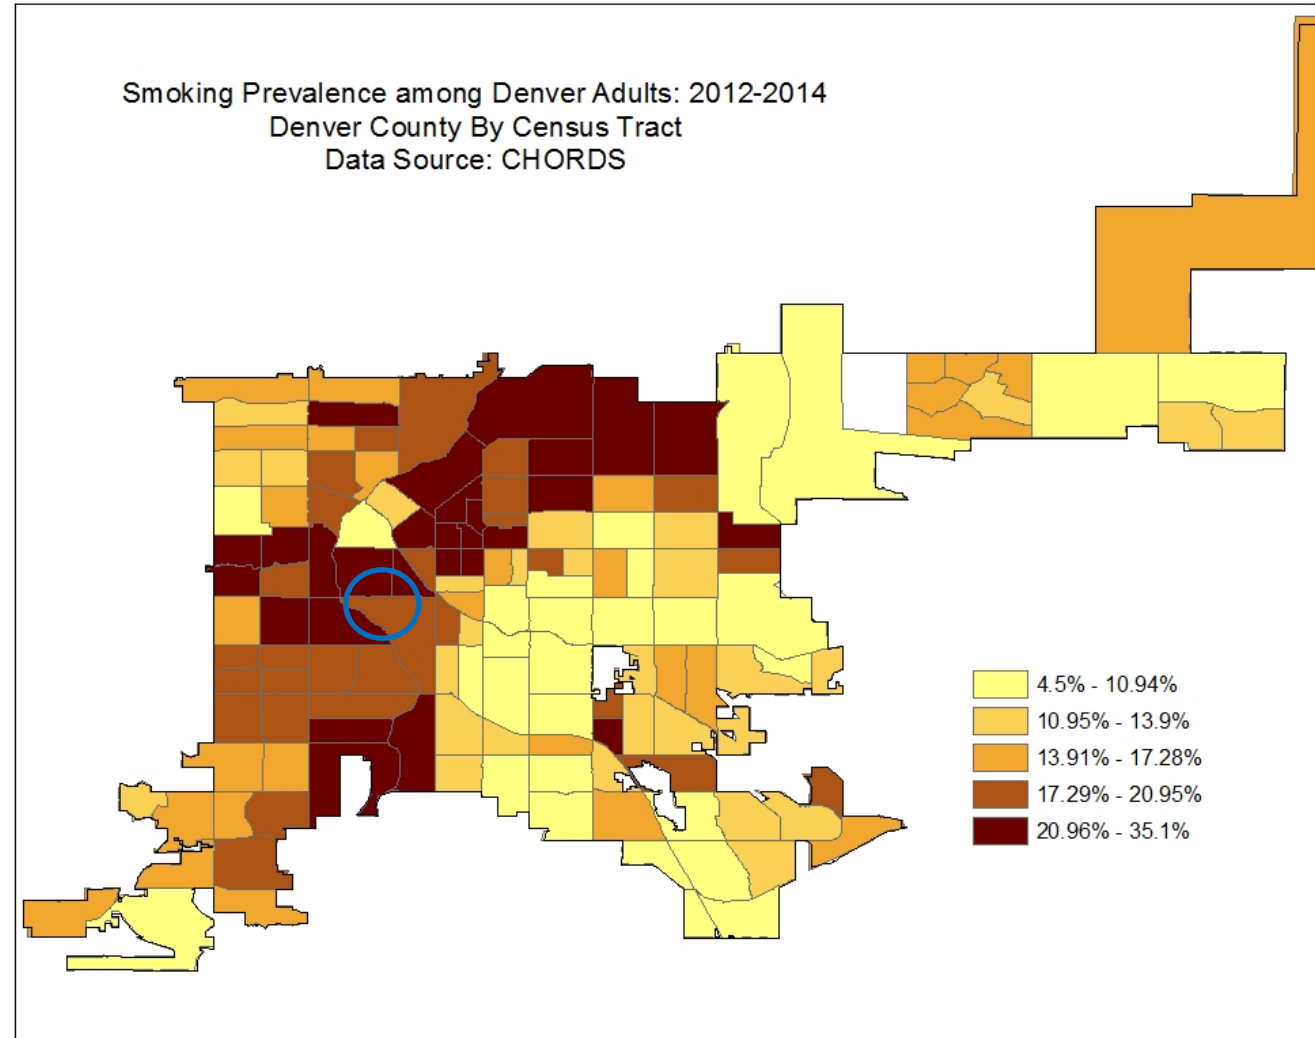 Smoking Prevalence among Denver Adults: 2012-2014
Denver County By Census Tract
Data Source: CHORDS
4.5% - 10.94%
10.95% - 13.9%
13.91% - 17.28%
17.29% - 20.95%
20.96% - 35.1%